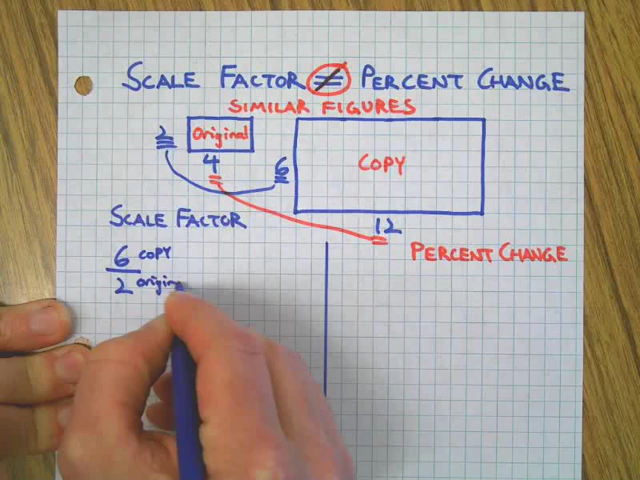 SCALE FACTOR ≠ PERCENT CHANGE
SIMILAR FIGURES
2
Original
4
6
COPY
12
SCALE FACTOR
PERCENT CHANGE
6 COPY
2